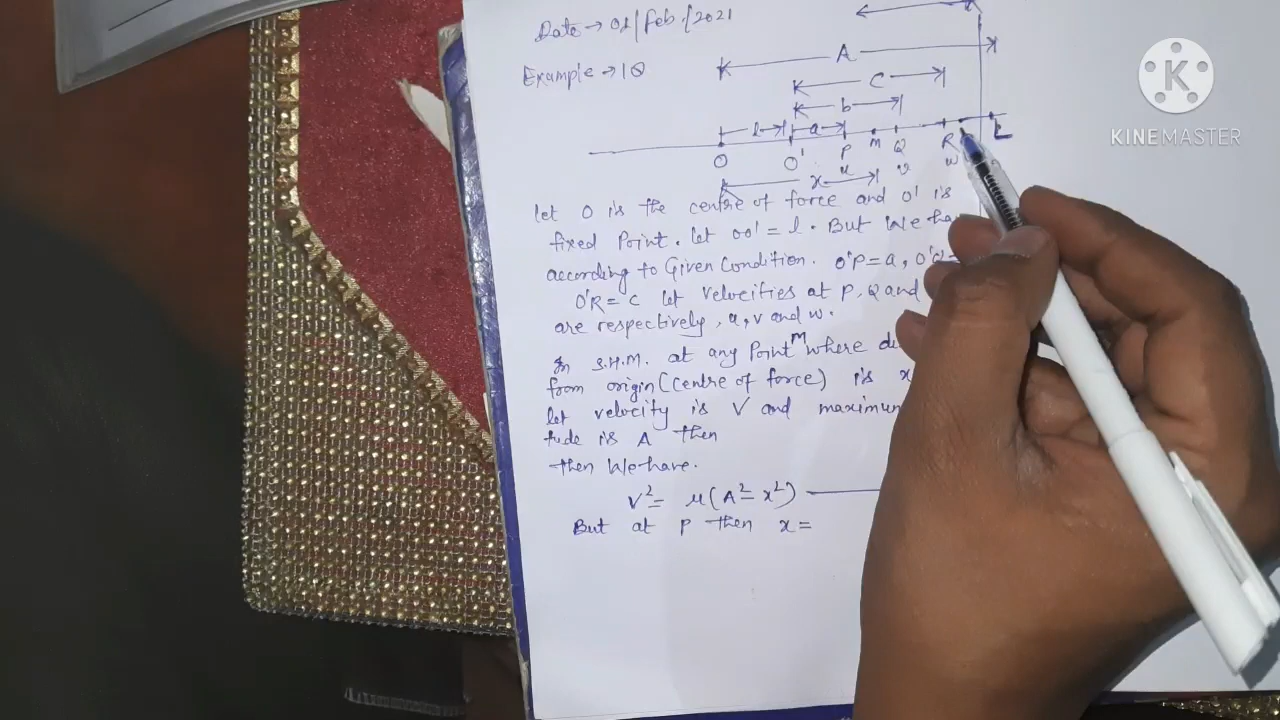 Date → 01/Feb./2021
Example → 18
A
C
b
l a
O O' P M Q R L
u v w
x
let O is the centre of force and O' is
fixed Point. let OO' = l. But We ha
according to Given Condition. O'P = a, O'Q =
O'R = C let velocities at P, Q and
are respectively, u, v and w.
In S.H.M. at any Point M where d
from origin (centre of force) is x
let velocity is V and maximum
tude is A then
then We have.
V² = μ(A² - x²)
But at P then x =
K
KINEMASTER